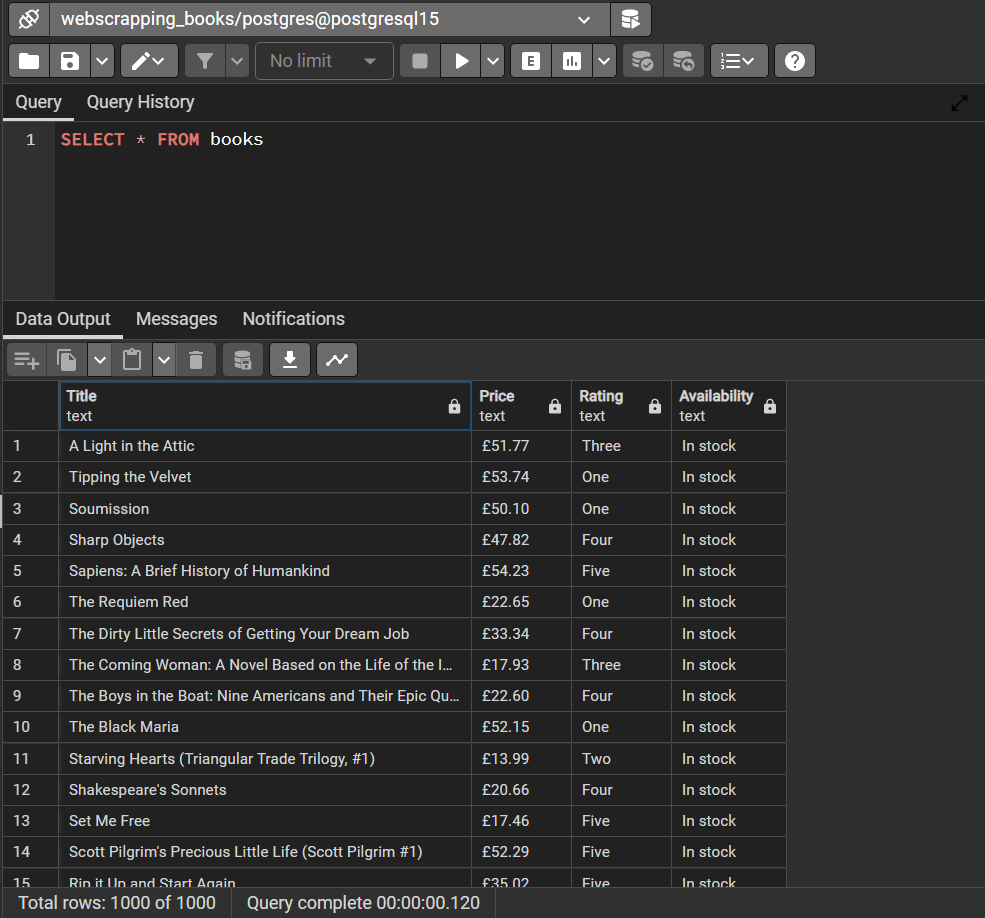 webscrapping_books/postgres@postgresql15
No limit
E
Query Query History
1 SELECT * FROM books
Data Output Messages Notifications
Title Price Rating Availability
text text text text
1 A Light in the Attic £51.77 Three In stock
2 Tipping the Velvet £53.74 One In stock
3 Soumission £50.10 One In stock
4 Sharp Objects £47.82 Four In stock
5 Sapiens: A Brief History of Humankind £54.23 Five In stock
6 The Requiem Red £22.65 One In stock
7 The Dirty Little Secrets of Getting Your Dream Job £33.34 Four In stock
8 The Coming Woman: A Novel Based on the Life of the I... £17.93 Three In stock
9 The Boys in the Boat: Nine Americans and Their Epic Qu... £22.60 Four In stock
10 The Black Maria £52.15 One In stock
11 Starving Hearts (Triangular Trade Trilogy, #1) £13.99 Two In stock
12 Shakespeare's Sonnets £20.66 Four In stock
13 Set Me Free £17.46 Five In stock
14 Scott Pilgrim's Precious Little Life (Scott Pilgrim #1) £52.29 Five In stock
15 Rip it Up and Start Again £35.02 Five In stock
Total rows: 1000 of 1000 Query complete 00:00:00.120